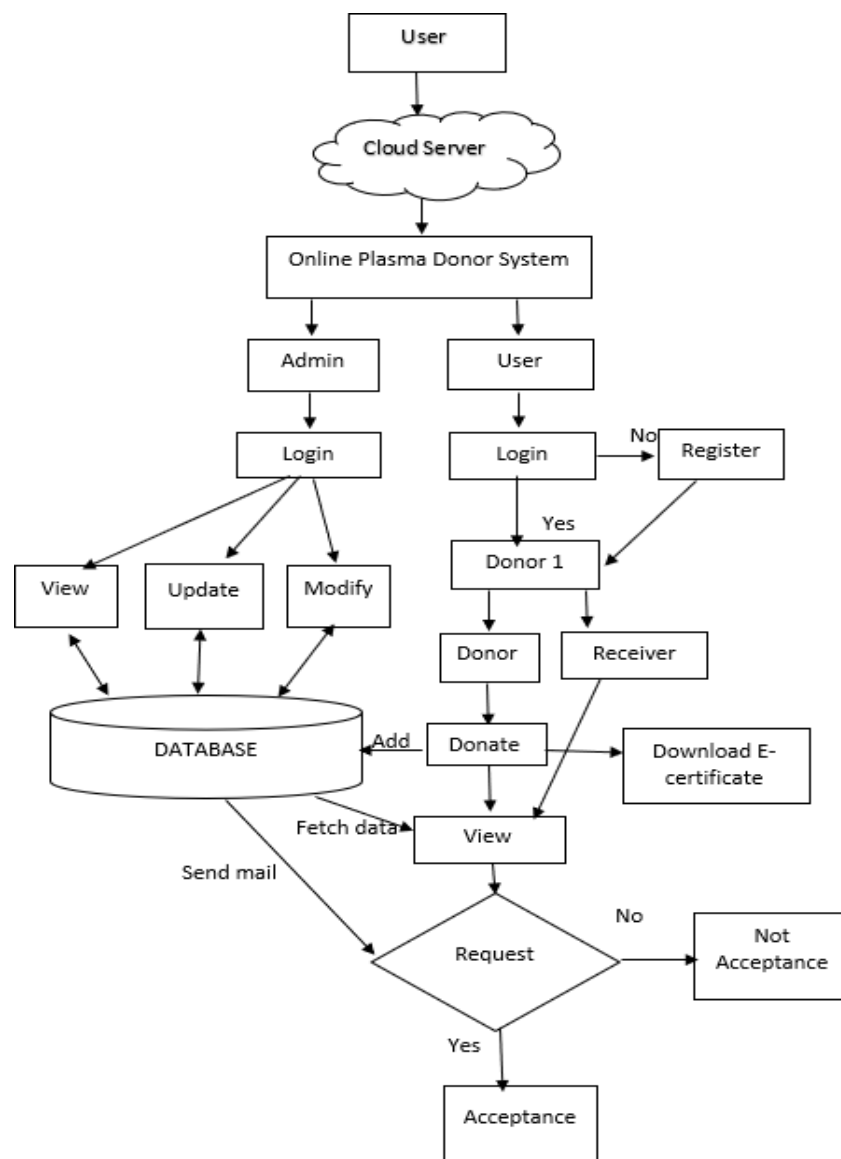 User
Cloud Server
Online Plasma Donor System
Admin
User
Login
Login
No
Register
Yes
Donor 1
View
Update
Modify
Donor
Receiver
DATABASE
Add
Donate
Download E-
certificate
Fetch data
View
Send mail
No
Request
Not
Acceptance
Yes
Acceptance